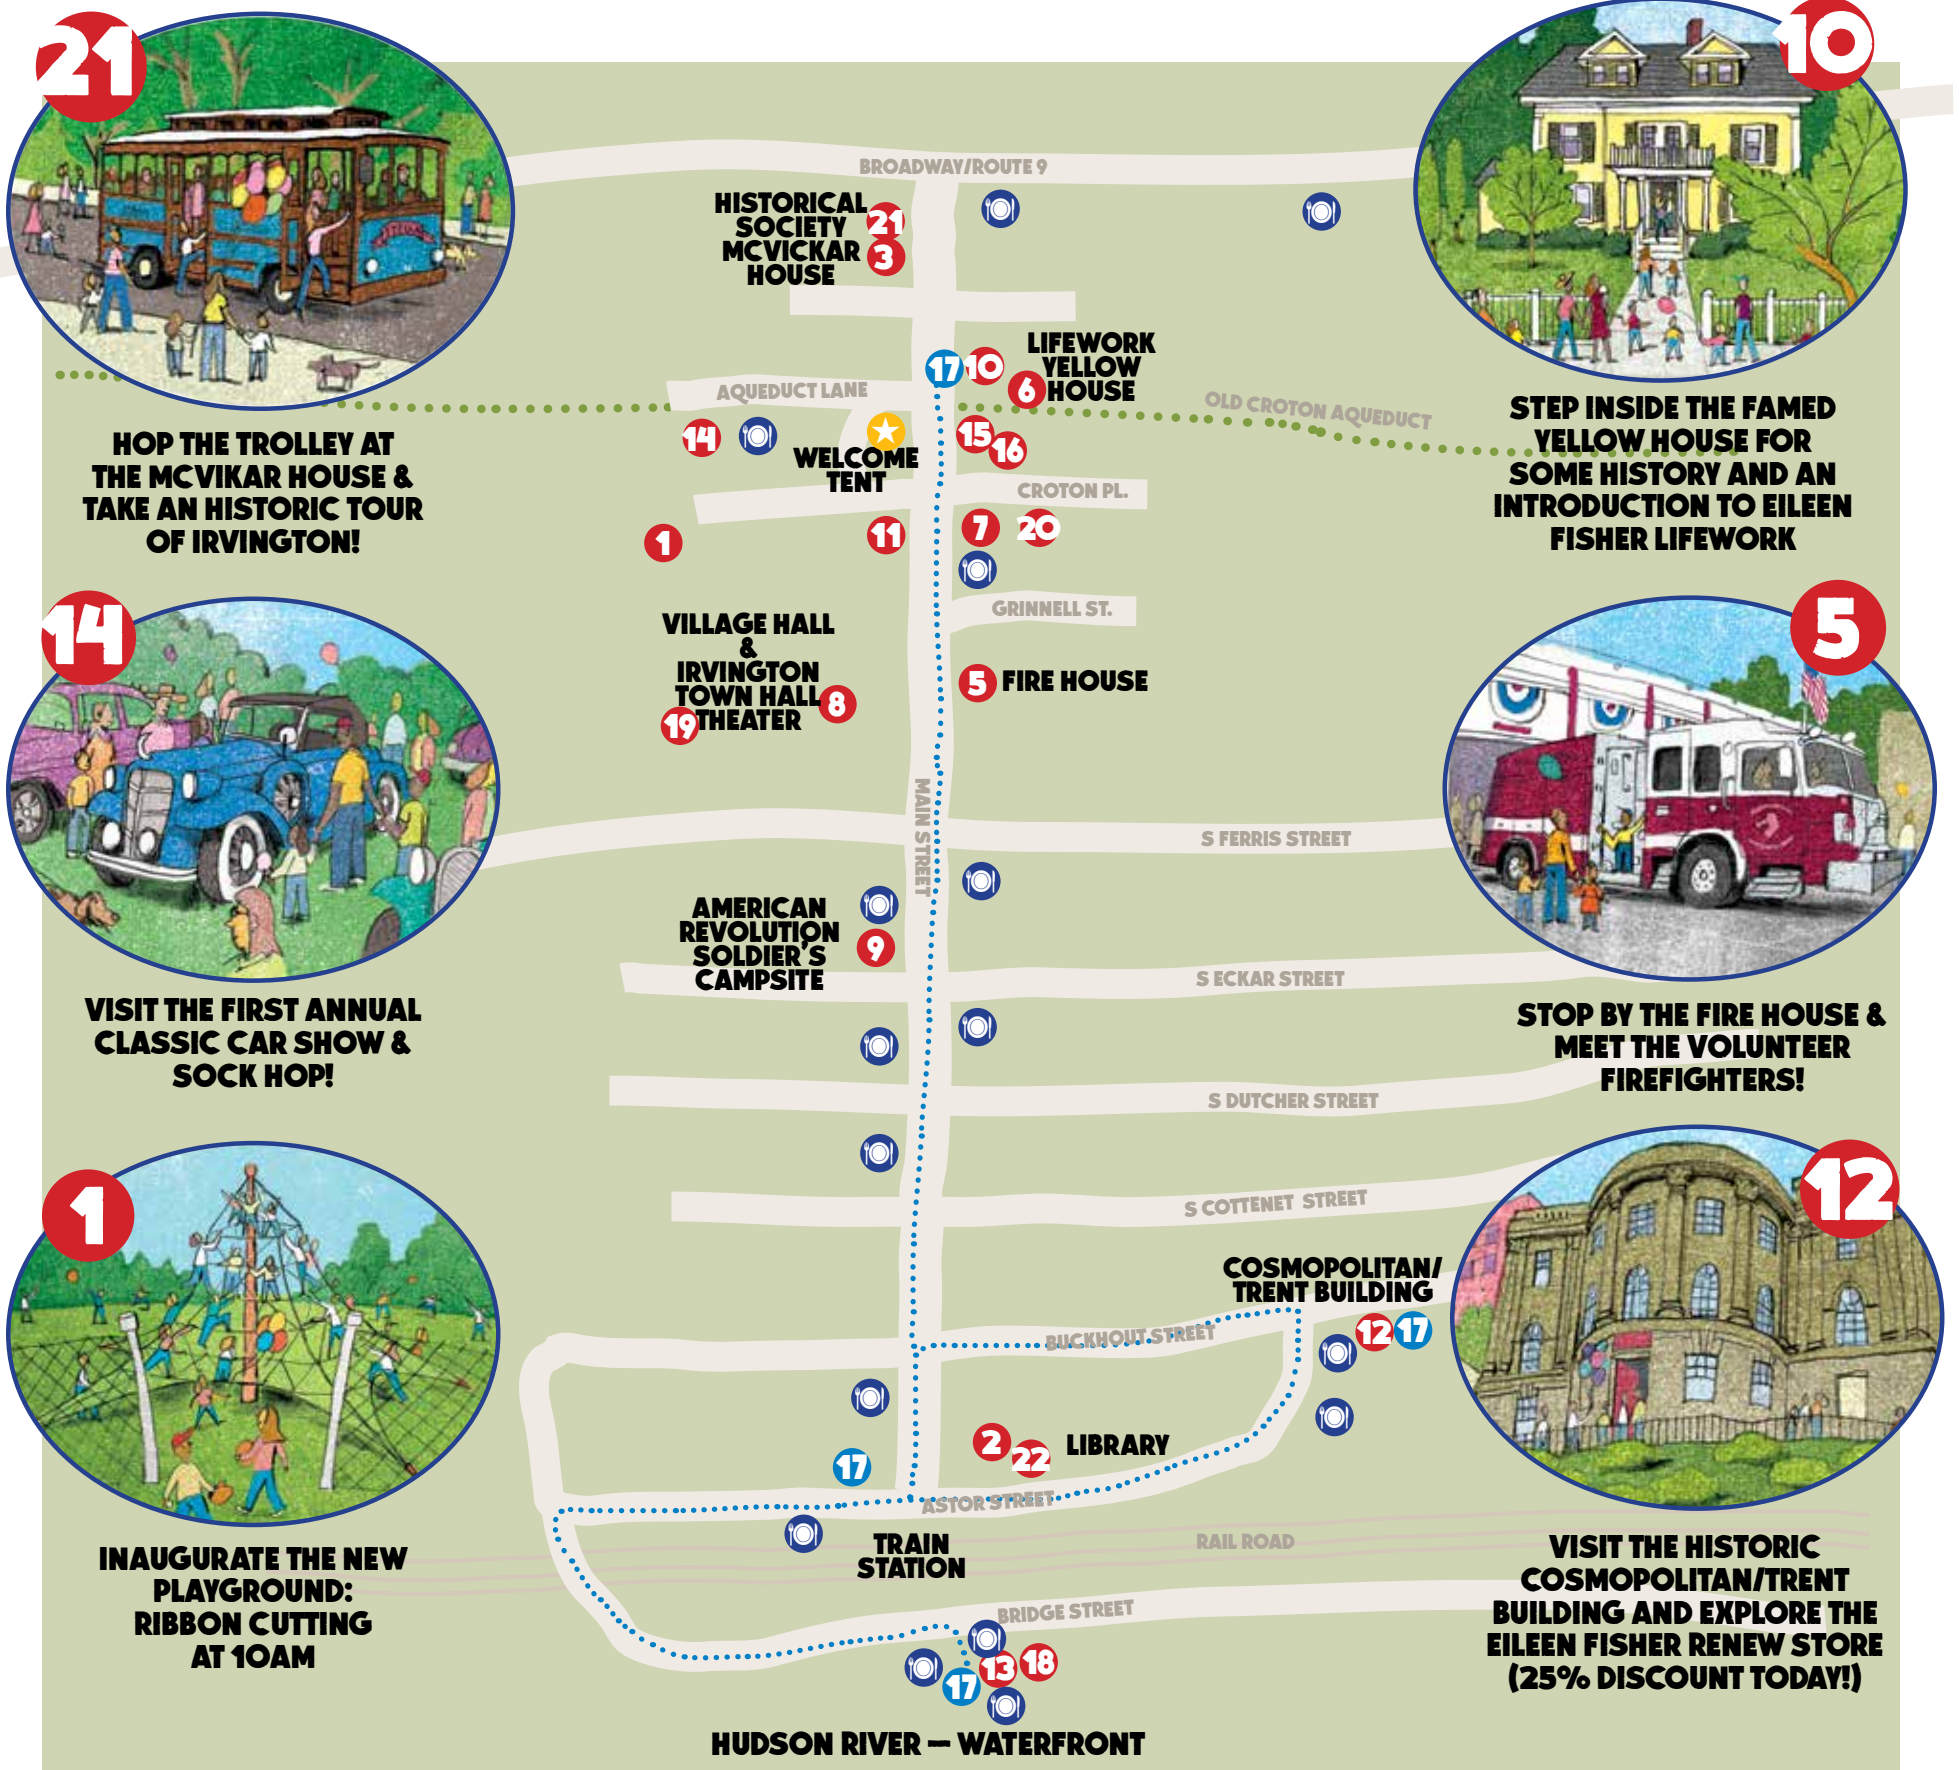 21
10
BROADWAY/ROUTE 9
HISTORICAL
SOCIETY
MCVICKAR
HOUSE
21
3
LIFEWORK
YELLOW
HOUSE
17
10
6
AQUEDUCT LANE
OLD CROTON AQUEDUCT
14
WELCOME
TENT
15
16
CROTON PL.
HOP THE TROLLEY AT
THE MCVIKAR HOUSE &
TAKE AN HISTORIC TOUR
OF IRVINGTON!
STEP INSIDE THE FAMED
YELLOW HOUSE FOR
SOME HISTORY AND AN
INTRODUCTION TO EILEEN
FISHER LIFEWORK
1
11
7
20
GRINNELL ST.
14
5
VILLAGE HALL
&
IRVINGTON
TOWN HALL
THEATER
8
19
5
FIRE HOUSE
MAIN STREET
S FERRIS STREET
AMERICAN
REVOLUTION
SOLDIER'S
CAMPSITE
9
S ECKAR STREET
VISIT THE FIRST ANNUAL
CLASSIC CAR SHOW &
SOCK HOP!
STOP BY THE FIRE HOUSE &
MEET THE VOLUNTEER
FIREFIGHTERS!
S DUTCHER STREET
1
12
S COTTENET STREET
COSMOPOLITAN/
TRENT BUILDING
12
17
BUCKHOUT STREET
2
22
LIBRARY
17
ASTOR STREET
TRAIN
STATION
RAIL ROAD
INAUGURATE THE NEW
PLAYGROUND:
RIBBON CUTTING
AT 10AM
VISIT THE HISTORIC
COSMOPOLITAN/TRENT
BUILDING AND EXPLORE THE
EILEEN FISHER RENEW STORE
(25% DISCOUNT TODAY!)
BRIDGE STREET
13
18
17
HUDSON RIVER – WATERFRONT